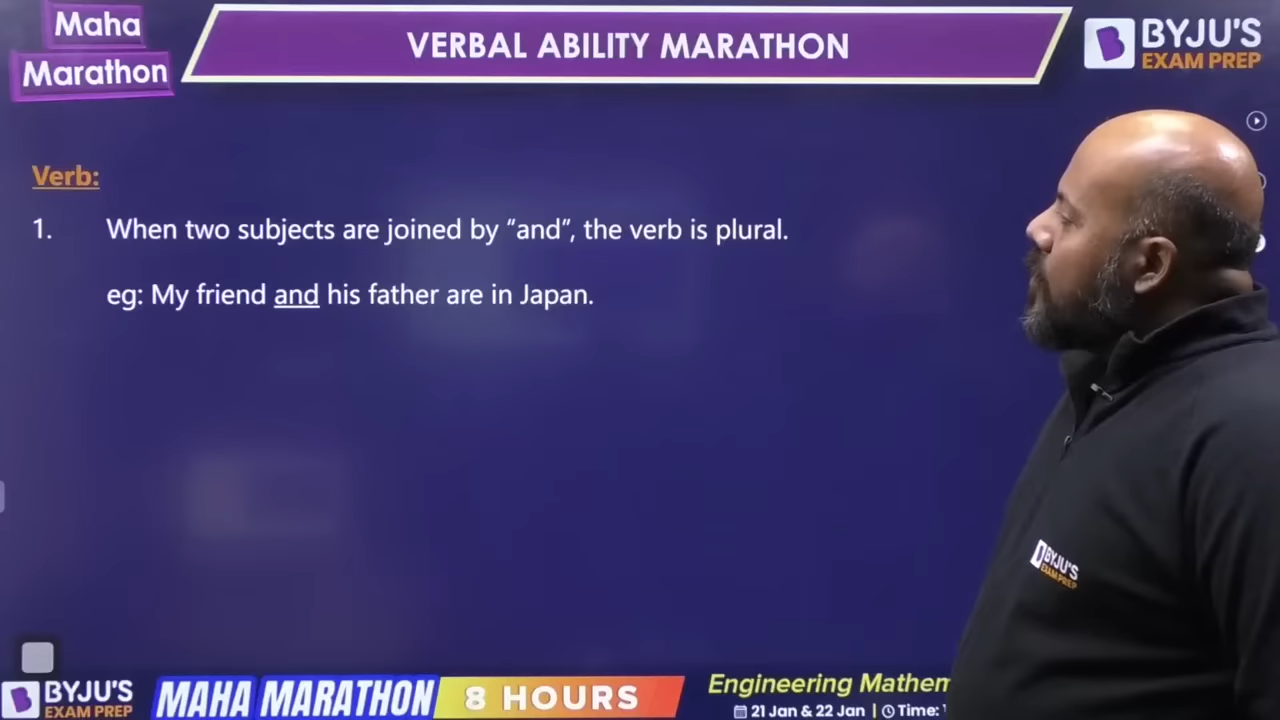 Maha
Marathon
VERBAL ABILITY MARATHON
BYJU'S
EXAM PREP
Verb:
1. When two subjects are joined by “and”, the verb is plural.
eg: My friend and his father are in Japan.
BYJU'S
EXAM PREP
BYJU'S
EXAM PREP
MAHA MARATHON
8 HOURS
Engineering Mathem
21 Jan & 22 Jan | Time: